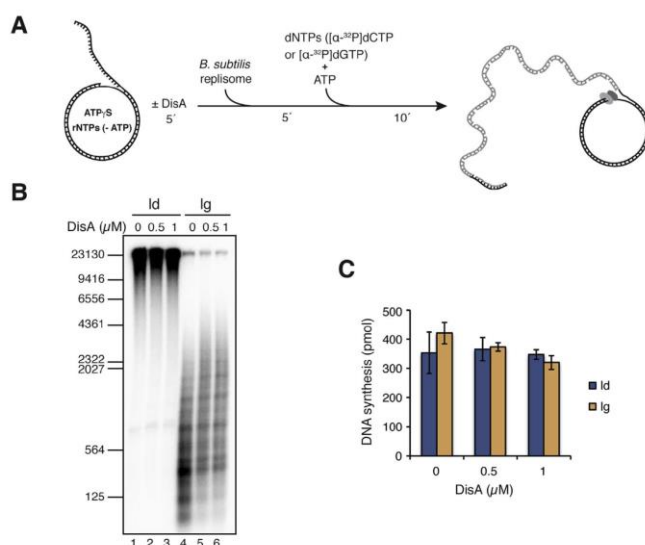 A
dNTPs ([α-³²P]dCTP
or [α-³²P]dGTP)
+
ATP
B. subtilis
replisome
ATPγS
rNTPs (- ATP)
± DisA
5´
5´
10´
B
ld
lg
DisA (µM)
0 0.5 1
0 0.5 1
23130
9416
6556
4361
2322
2027
564
125
1 2 3 4 5 6
C
DNA synthesis (pmol)
500
400
300
200
100
0
0
0.5
1
DisA (µM)
ld
lg